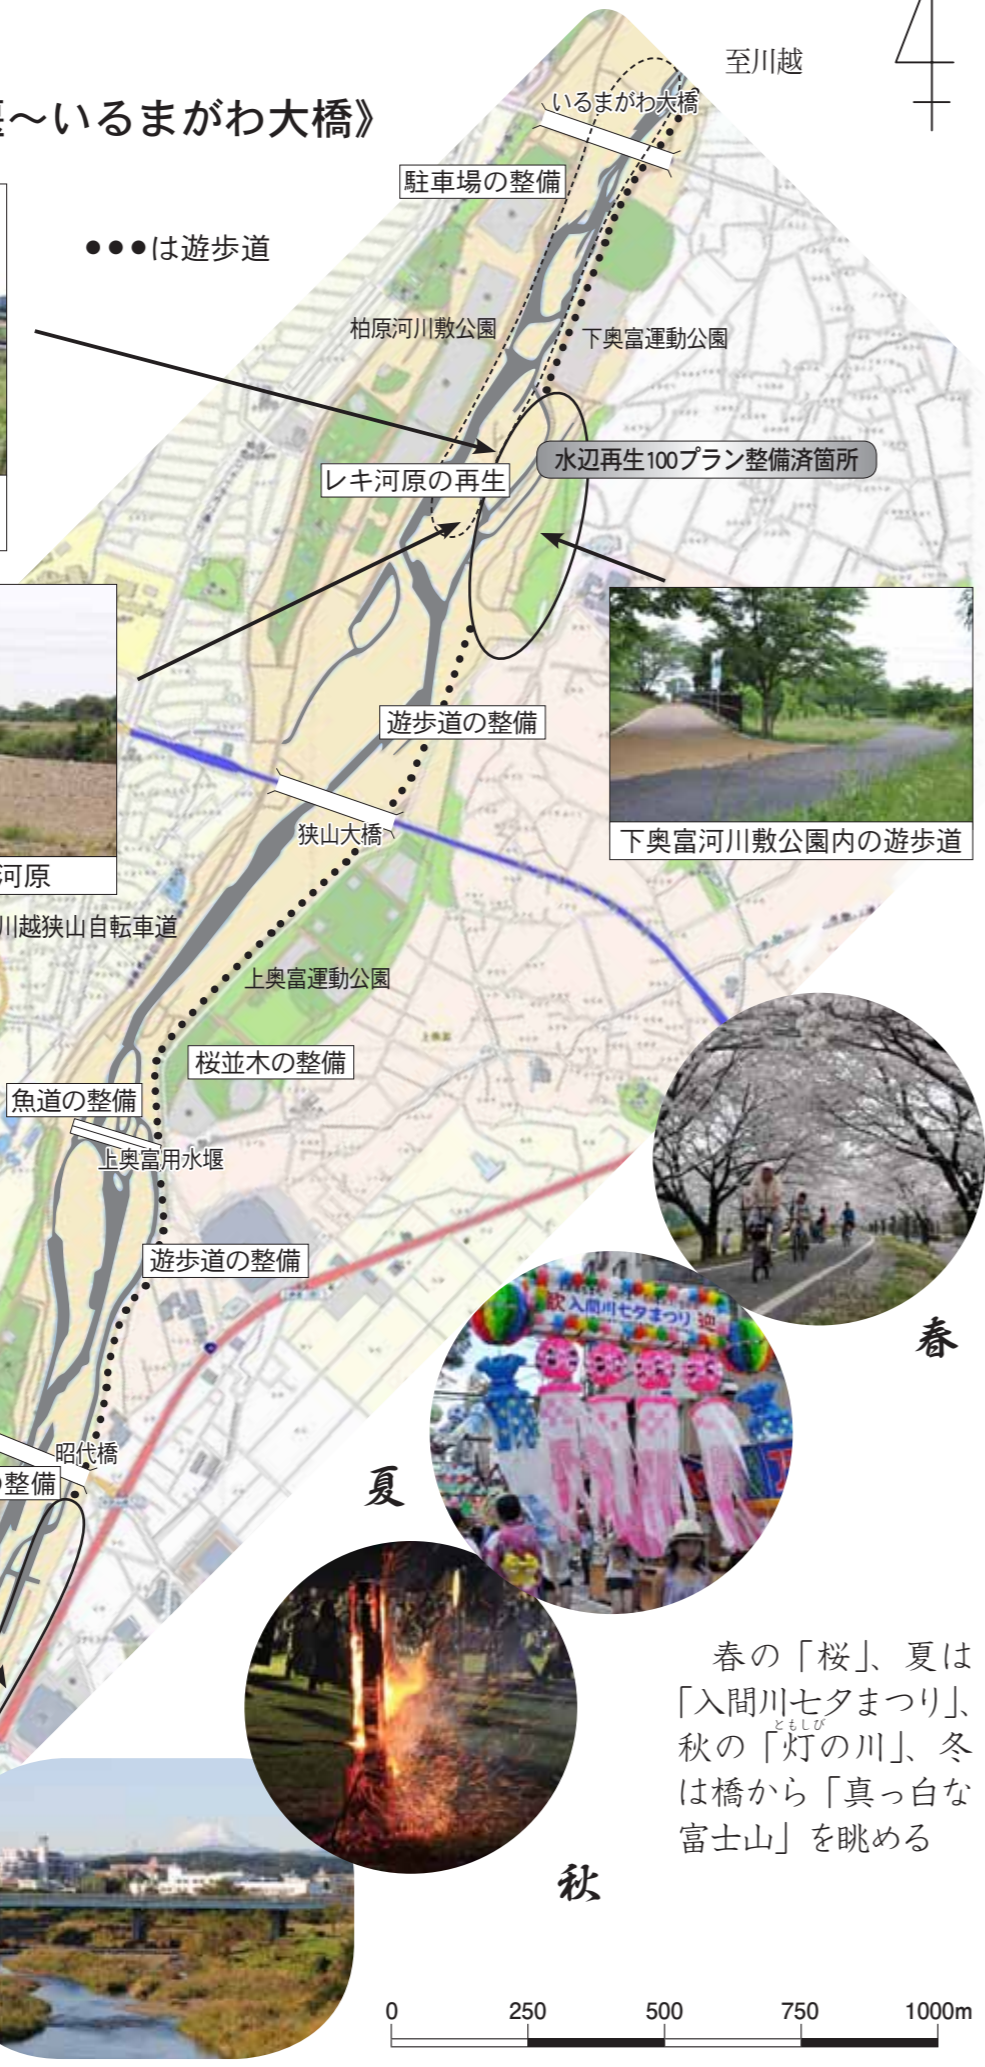 至川越
～いるまがわ大橋》
いるまがわ大橋
駐車場の整備
●●●は遊歩道
柏原河川敷公園
下奥富運動公園
水辺再生100プラン整備済箇所
レキ河原の再生
遊歩道の整備
狭山大橋
下奥富河川敷公園内の遊歩道
河原
川越狭山自転車道
上奥富運動公園
桜並木の整備
魚道の整備
上奥富用水堰
遊歩道の整備
昭代橋
整備
歓 入間川七夕まつり 迎
春
夏
秋
春の「桜」、夏は
「入間川七夕まつり」、
ともしび
秋の「灯の川」、冬
は橋から「真っ白な
富士山」を眺める
0 250 500 750 1000m